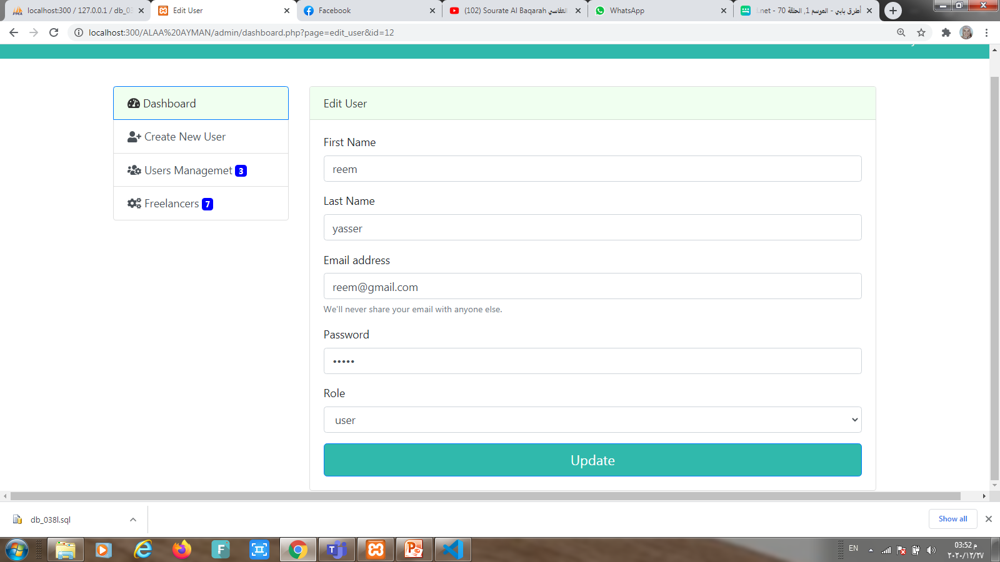 localhost:300 / 127.0.0.1 / db_03
Edit User
Facebook
(102) Sourate Al Baqarah القفاسي
WhatsApp
أطرق بابي - الموسم 1, الحلقة 70 - l.net
localhost:300/ALAA%20AYMAN/admin/dashboard.php?page=edit_user&id=12
Dashboard
Create New User
Users Managemet 3
Freelancers 7
Edit User
First Name
reem
Last Name
yasser
Email address
reem@gmail.com
We'll never share your email with anyone else.
Password
•••••
Role
user
Update
db_038l.sql
Show all
EN
03:52 م
٢٠٢٠/١٢/٢٧